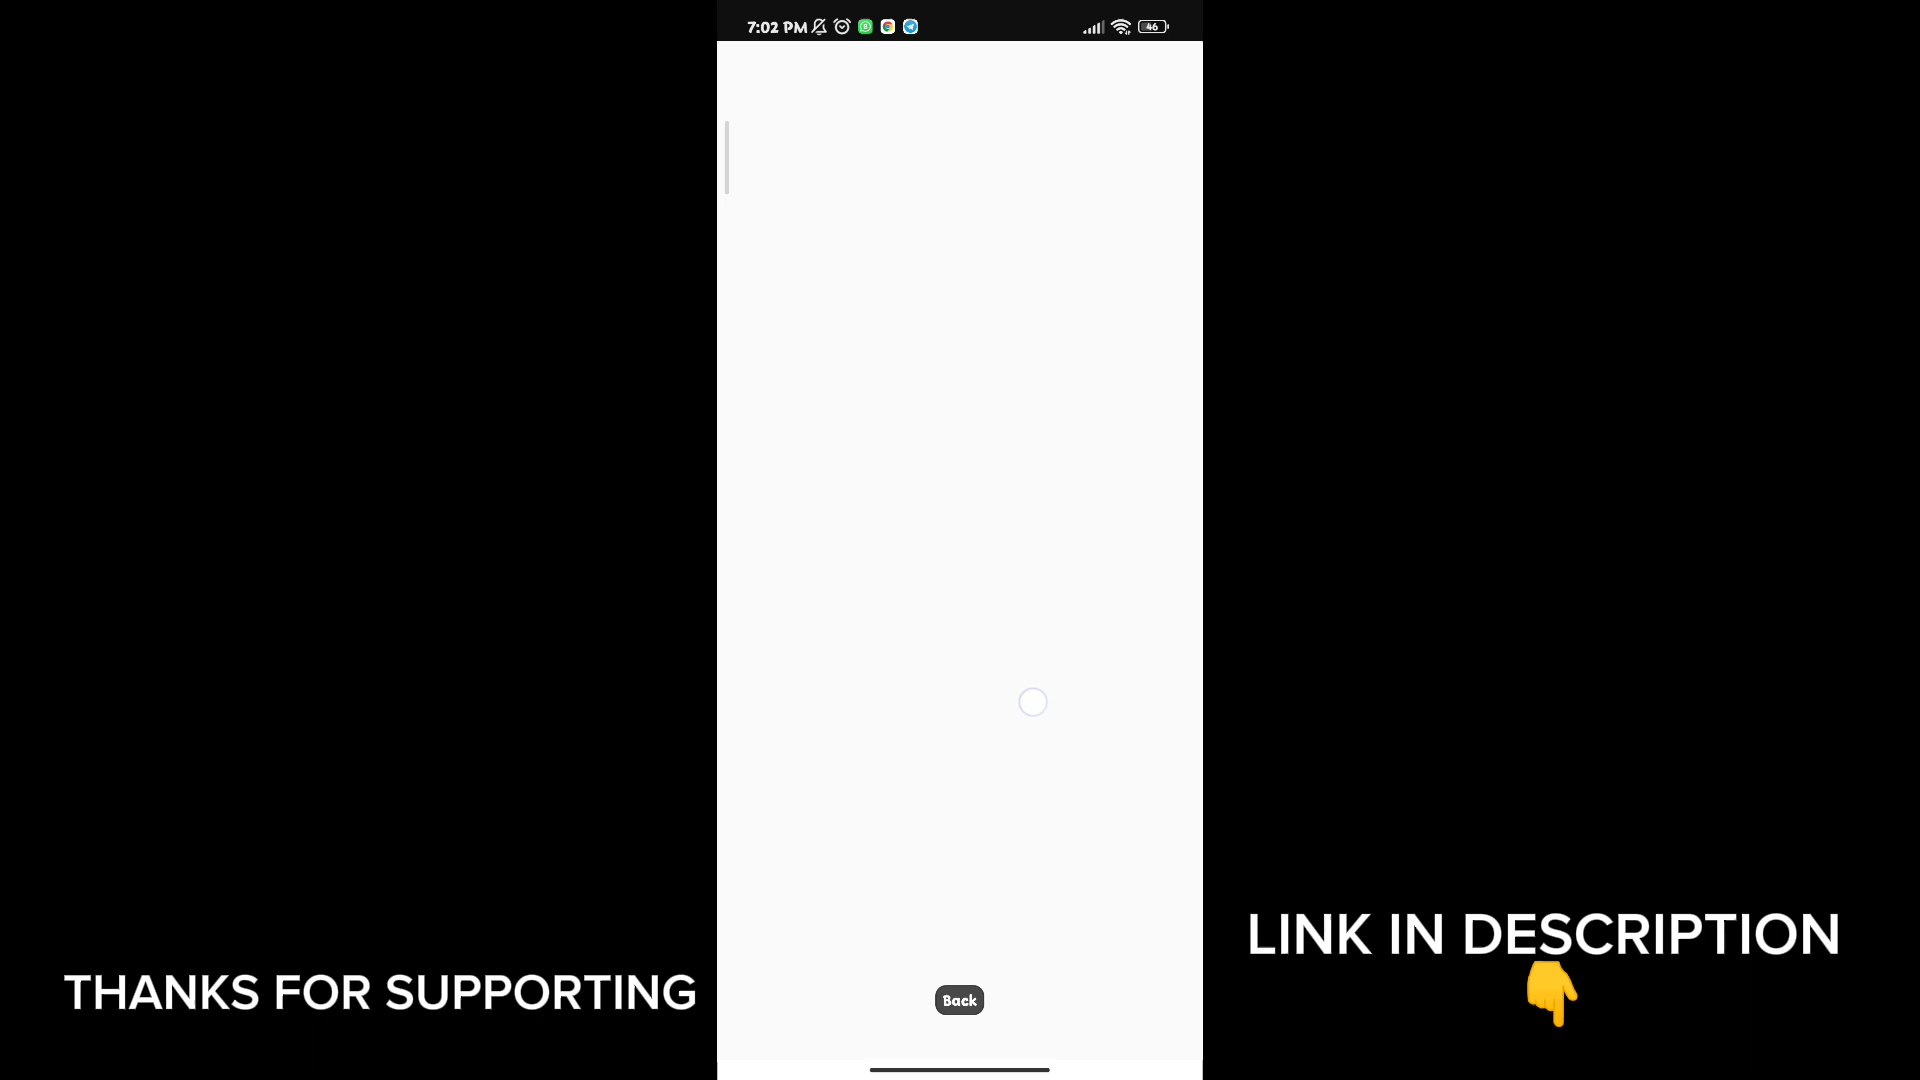 7:02 PM
46
LINK IN DESCRIPTION
THANKS FOR SUPPORTING
Back